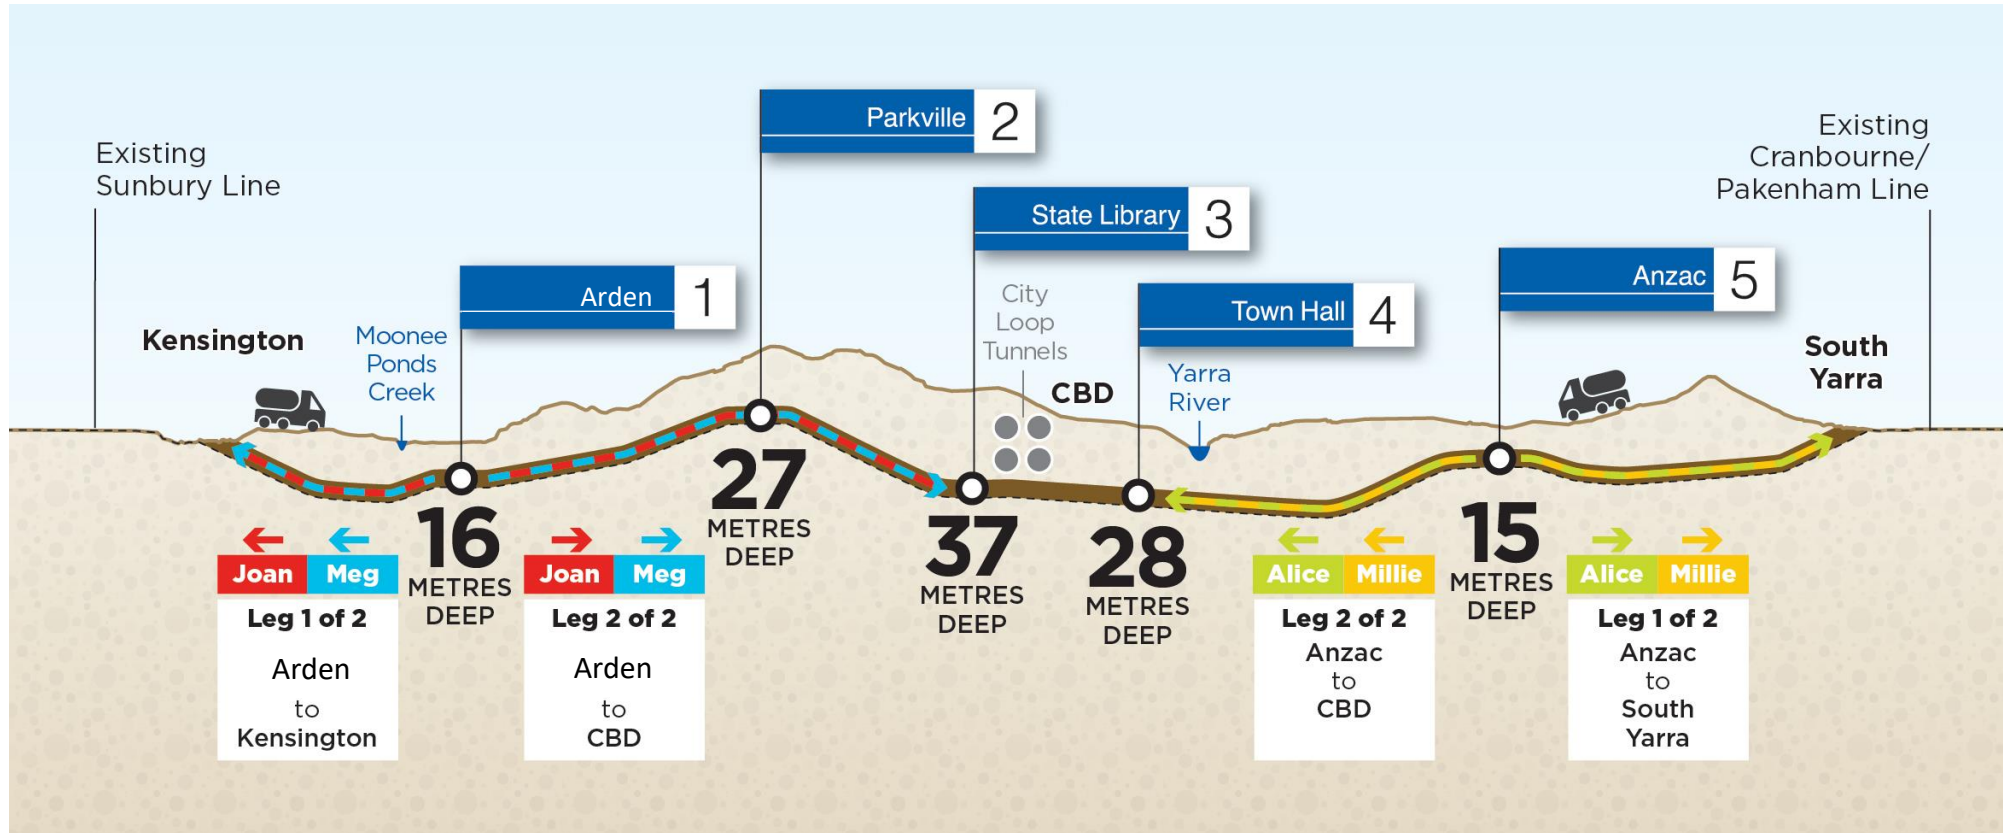 Existing
Sunbury Line
Kensington
Moonee
Ponds
Creek
Arden 1
Parkville 2
State Library 3
City
Loop
Tunnels
CBD
Town Hall 4
Yarra
River
Anzac 5
Existing
Cranbourne/
Pakenham Line
South
Yarra
16
METRES
DEEP
27
METRES
DEEP
37
METRES
DEEP
28
METRES
DEEP
15
METRES
DEEP
Joan Meg
Leg 1 of 2
Arden
to
Kensington
Joan Meg
Leg 2 of 2
Arden
to
CBD
Alice Millie
Leg 2 of 2
Anzac
to
CBD
Alice Millie
Leg 1 of 2
Anzac
to
South
Yarra